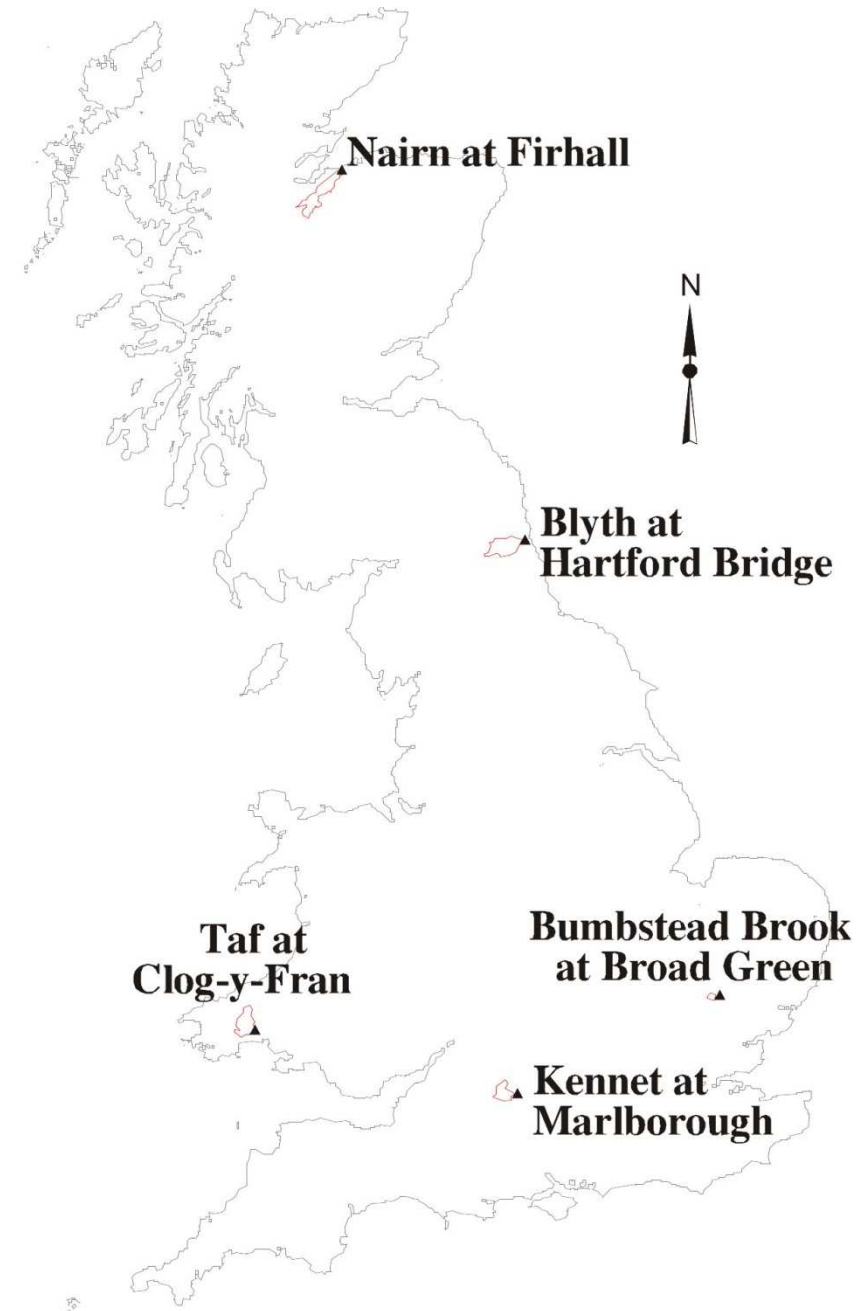 Nairn at Firhall
N
Blyth at
Hartford Bridge
Bumbstead Brook
at Broad Green
Taf at
Clog-y-Fran
Kennet at
Marlborough